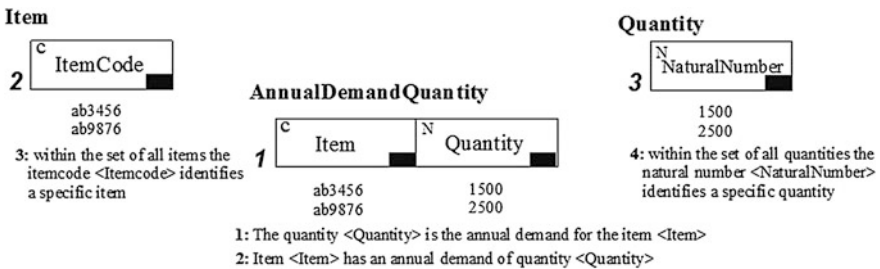 Item
C
ItemCode
2
ab3456
ab9876
3: within the set of all items the
itemcode <Itemcode> identifies
a specific item
AnnualDemandQuantity
C
Item
N
Quantity
1
ab3456 1500
ab9876 2500
1: The quantity <Quantity> is the annual demand for the item <Item>
2: Item <Item> has an annual demand of quantity <Quantity>
Quantity
N
NaturalNumber
3
1500
2500
4: within the set of all quantities the
natural number <NaturalNumber>
identifies a specific quantity